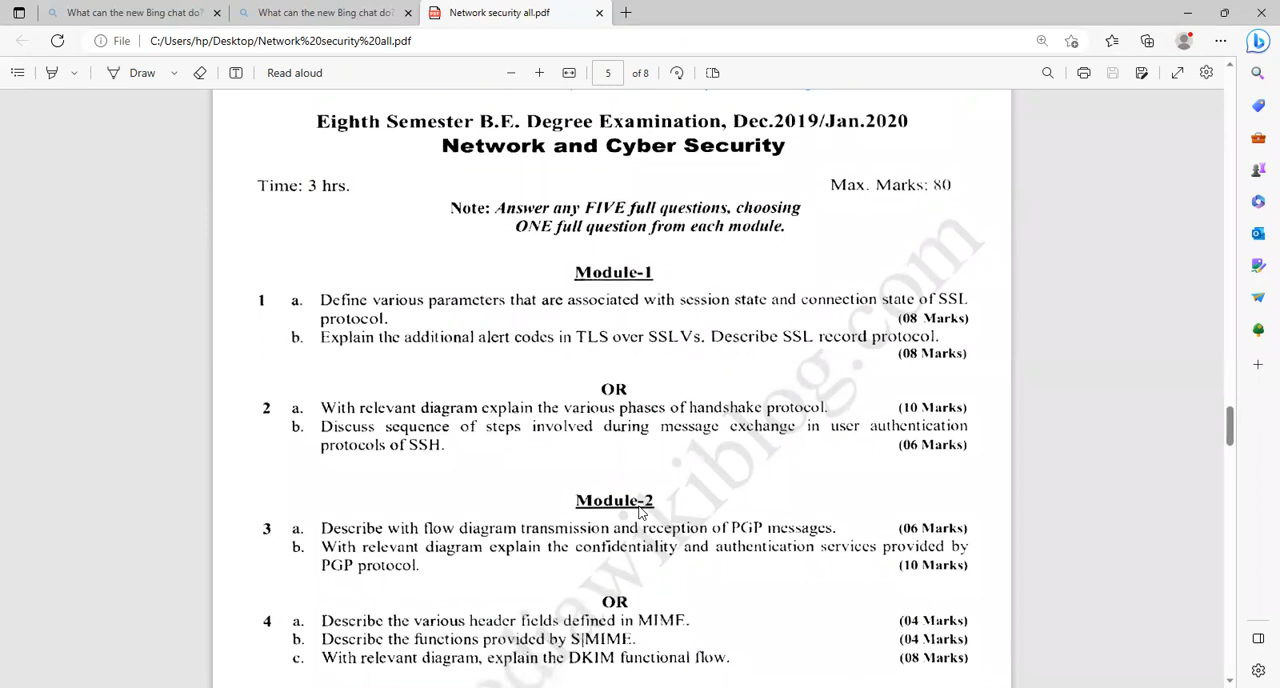 What can the new Bing chat do?
What can the new Bing chat do?
Network security all.pdf
File
C:/Users/hp/Desktop/Network%20security%20all.pdf
Draw
Read aloud
5
of 8
Eighth Semester B.E. Degree Examination, Dec.2019/Jan.2020
Network and Cyber Security
Time: 3 hrs.
Max. Marks: 80
Note: Answer any FIVE full questions, choosing
ONE full question from each module.
Module-1
1 a. Define various parameters that are associated with session state and connection state of SSL
protocol. (08 Marks)
b. Explain the additional alert codes in TLS over SSLVs. Describe SSL record protocol.
(08 Marks)
OR
2 a. With relevant diagram explain the various phases of handshake protocol. (10 Marks)
b. Discuss sequence of steps involved during message exchange in user authentication
protocols of SSH. (06 Marks)
Module-2
3 a. Describe with flow diagram transmission and reception of PGP messages. (06 Marks)
b. With relevant diagram explain the confidentiality and authentication services provided by
PGP protocol. (10 Marks)
OR
4 a. Describe the various header fields defined in MIME. (04 Marks)
b. Describe the functions provided by S|MIME. (04 Marks)
c. With relevant diagram, explain the DKIM functional flow. (08 Marks)
ediawikiblog.com